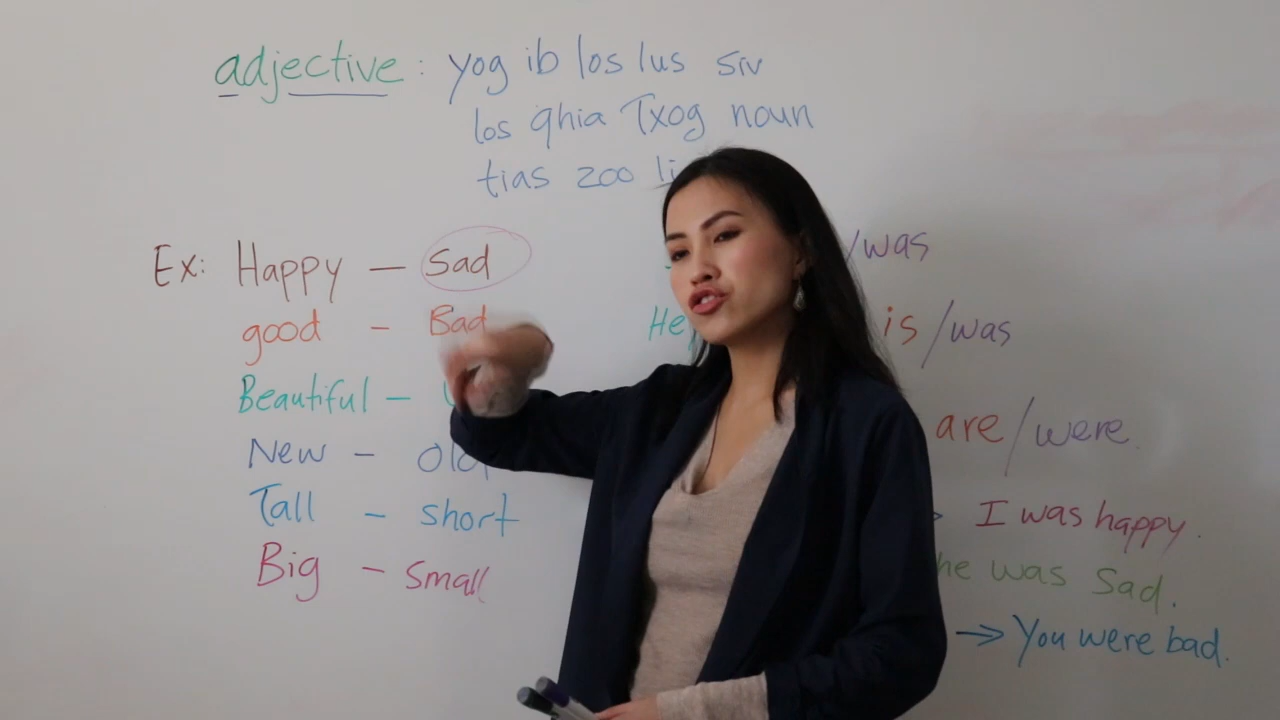 adjective: yog ib los lus siv
los qhia Txog noun
tias zoo li
Ex: Happy — Sad
good - Bad
Beautiful —
New - old
Tall - short
Big - Small
/was
He is/was
are/were
I was happy.
he was sad.
→ You were bad.